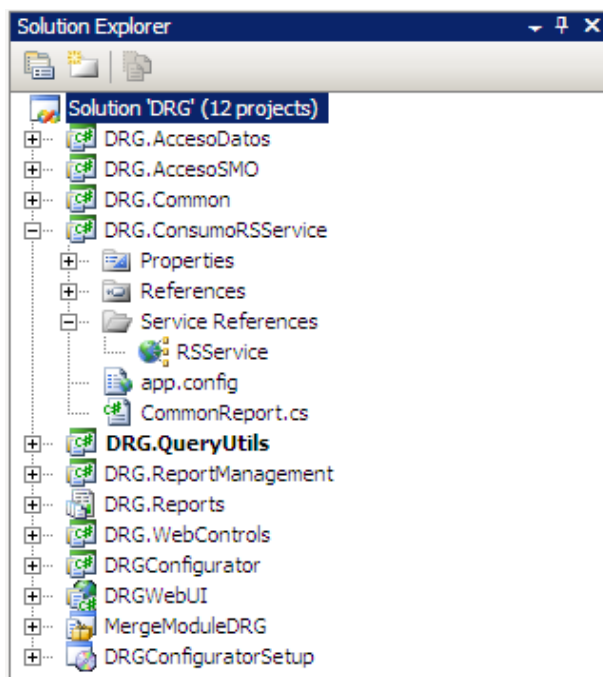 Solution Explorer
Solution 'DRG' (12 projects)
DRG.AccesoDatos
DRG.AccesoSMO
DRG.Common
DRG.ConsumoRSService
Properties
References
Service References
RSService
app.config
CommonReport.cs
DRG.QueryUtils
DRG.ReportManagement
DRG.Reports
DRG.WebControls
DRGConfigurator
DRGWebUI
MergeModuleDRG
DRGConfiguratorSetup